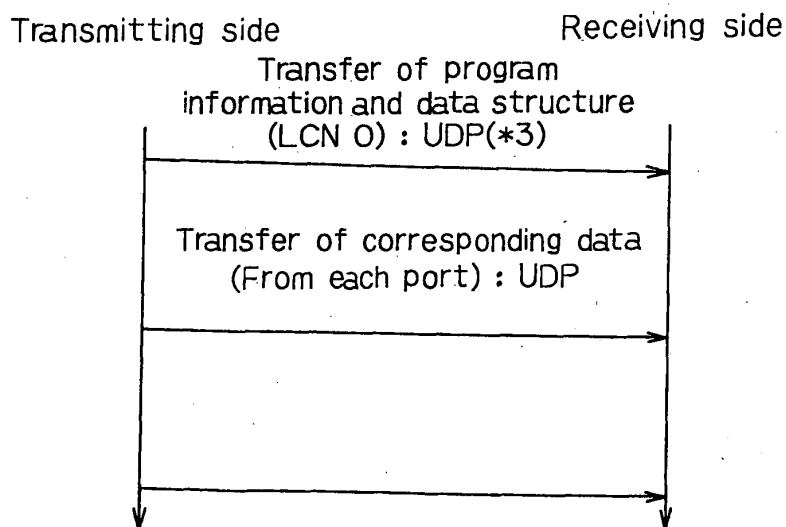 Transmitting side
Receiving side
Transfer of program
information and data structure
(LCN 0) : UDP(*3)
Transfer of corresponding data
(From each port) : UDP